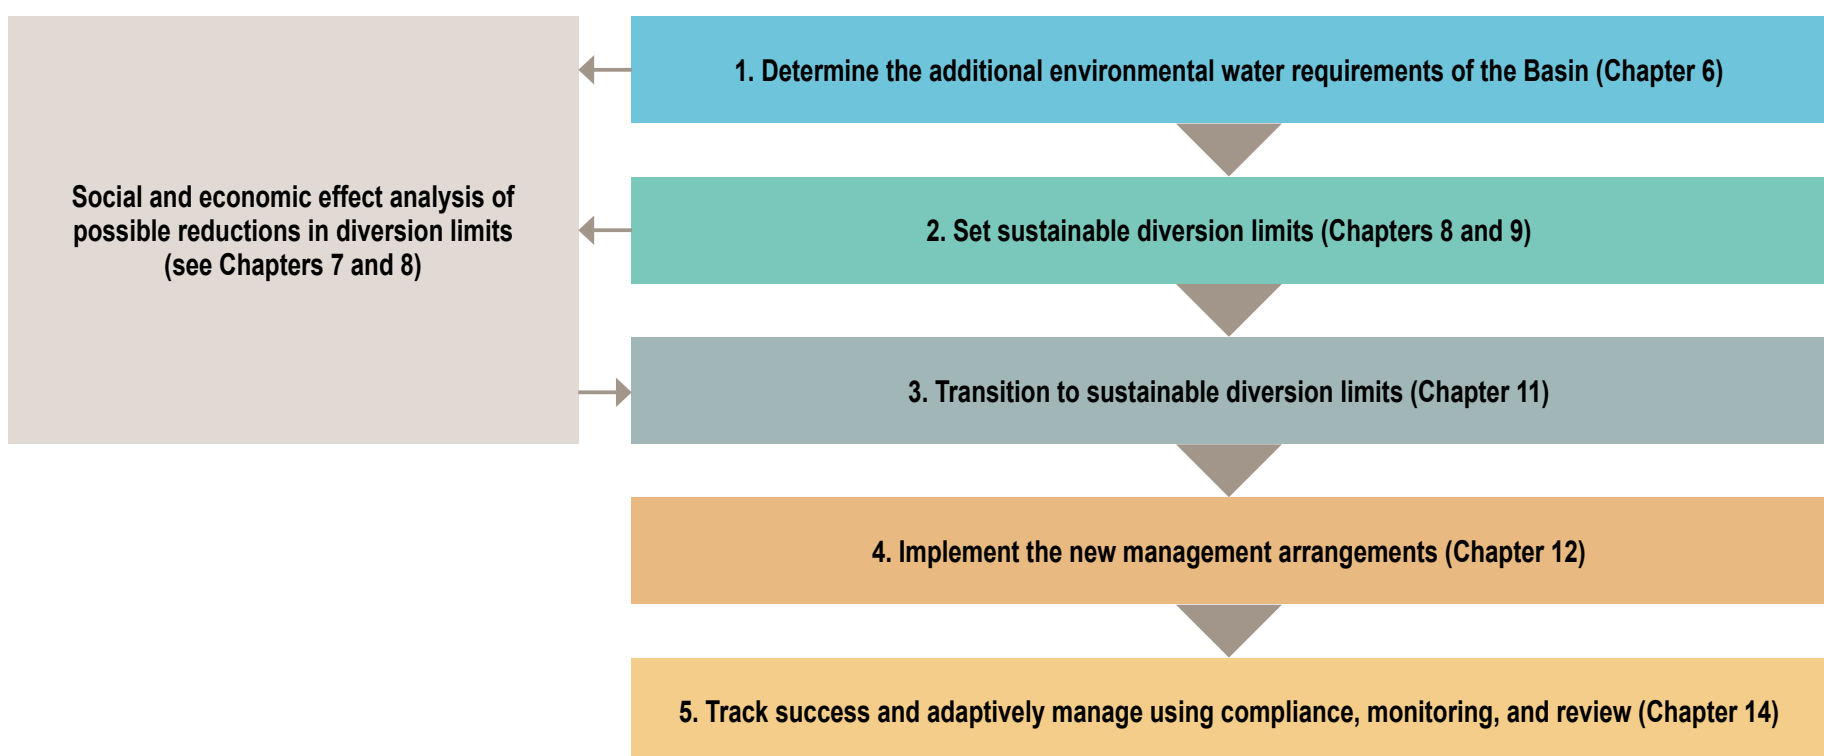 Social and economic effect analysis of
possible reductions in diversion limits
(see Chapters 7 and 8)
1. Determine the additional environmental water requirements of the Basin (Chapter 6)
2. Set sustainable diversion limits (Chapters 8 and 9)
3. Transition to sustainable diversion limits (Chapter 11)
4. Implement the new management arrangements (Chapter 12)
5. Track success and adaptively manage using compliance, monitoring, and review (Chapter 14)